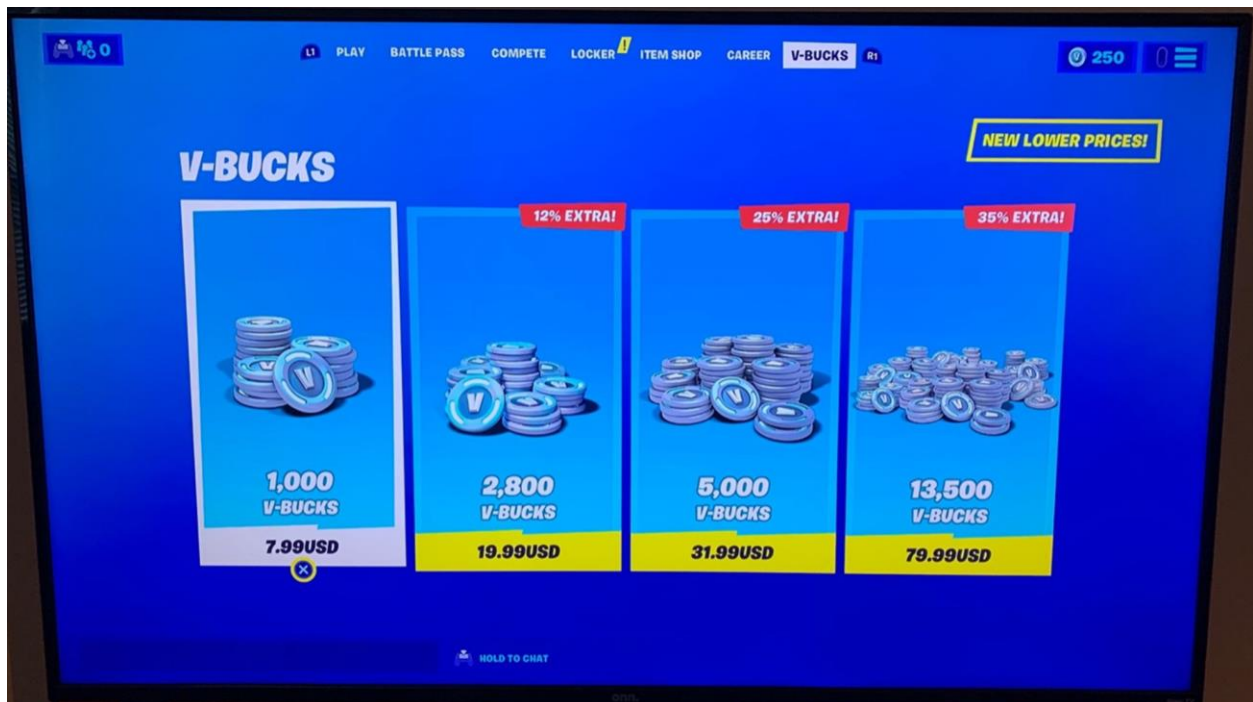 0
L1 PLAY BATTLE PASS COMPETE LOCKER ! ITEM SHOP CAREER V-BUCKS R1
250
NEW LOWER PRICES!
V-BUCKS
1,000
V-BUCKS
7.99USD
12% EXTRA!
2,800
V-BUCKS
19.99USD
25% EXTRA!
5,000
V-BUCKS
31.99USD
35% EXTRA!
13,500
V-BUCKS
79.99USD
HOLD TO CHAT
onn.